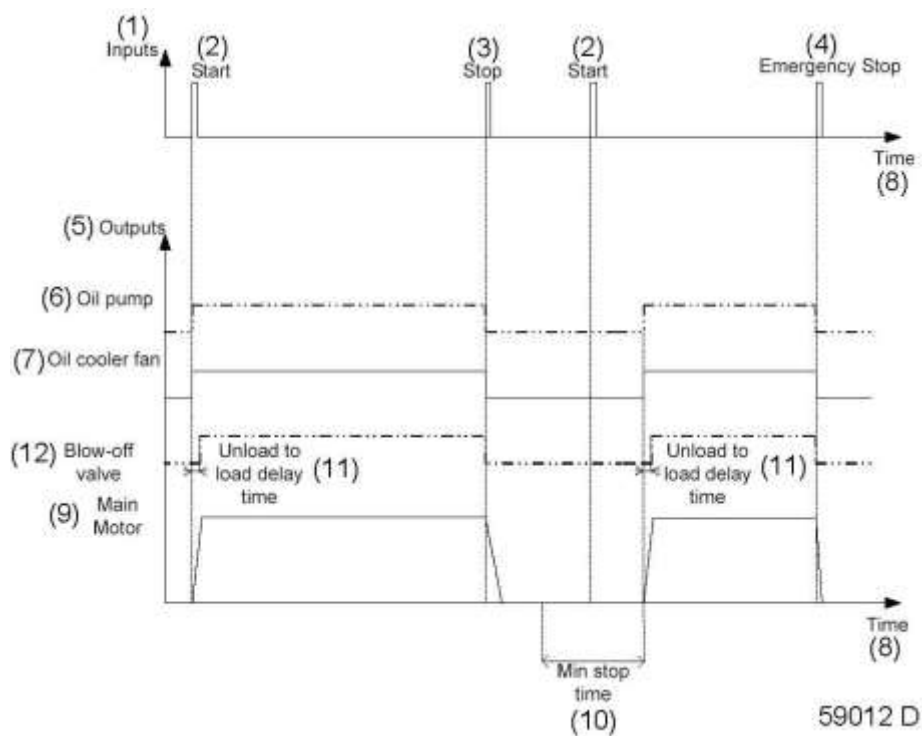 (1)
Inputs
(2)
Start
(3)
Stop
(2)
Start
(4)
Emergency Stop
Time
(8)
(5) Outputs
(6) Oil pump
(7) Oil cooler fan
(12) Blow-off
valve
Unload to
load delay
time
(11)
Unload to
load delay
time
(11)
(9) Main
Motor
Time
(8)
Min stop
time
(10)
59012 D